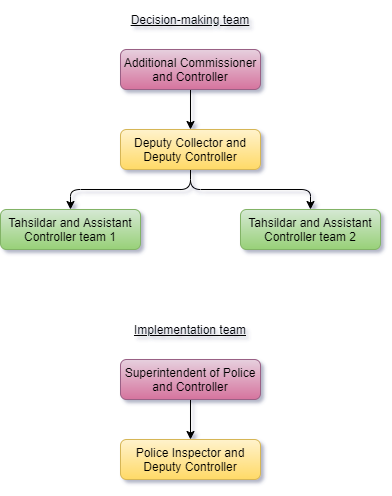 Decision-making team
Additional Commissioner
and Controller
Deputy Collector and
Deputy Controller
Tahsildar and Assistant
Controller team 1
Tahsildar and Assistant
Controller team 2
Implementation team
Superintendent of Police
and Controller
Police Inspector and
Deputy Controller